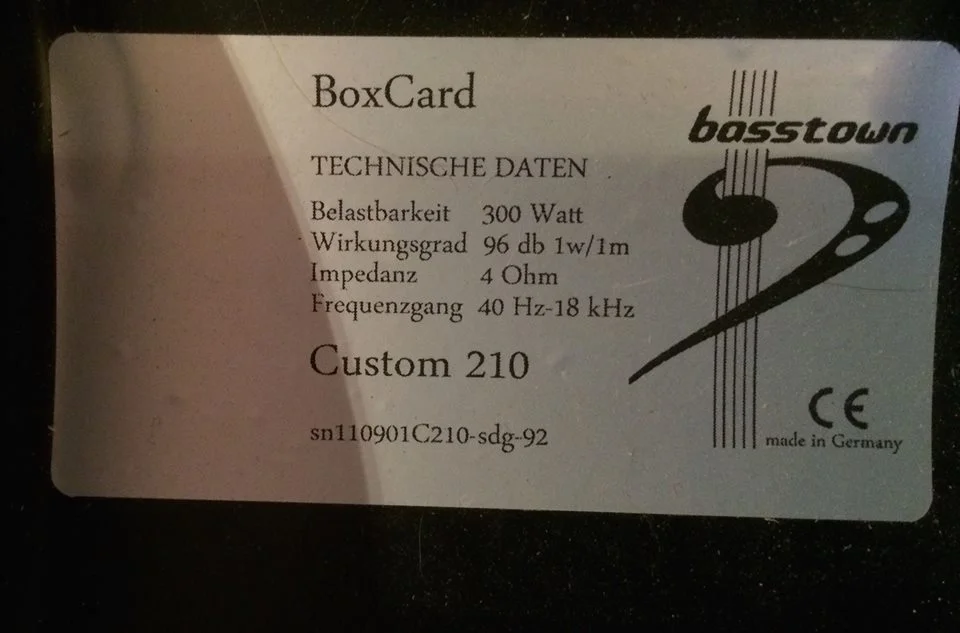 BoxCard
basstown
TECHNISCHE DATEN
Belastbarkeit 300 Watt
Wirkungsgrad 96 db 1w/1m
Impedanz 4 Ohm
Frequenzgang 40 Hz-18 kHz
Custom 210
sn110901C210-sdg-92
CE
made in Germany